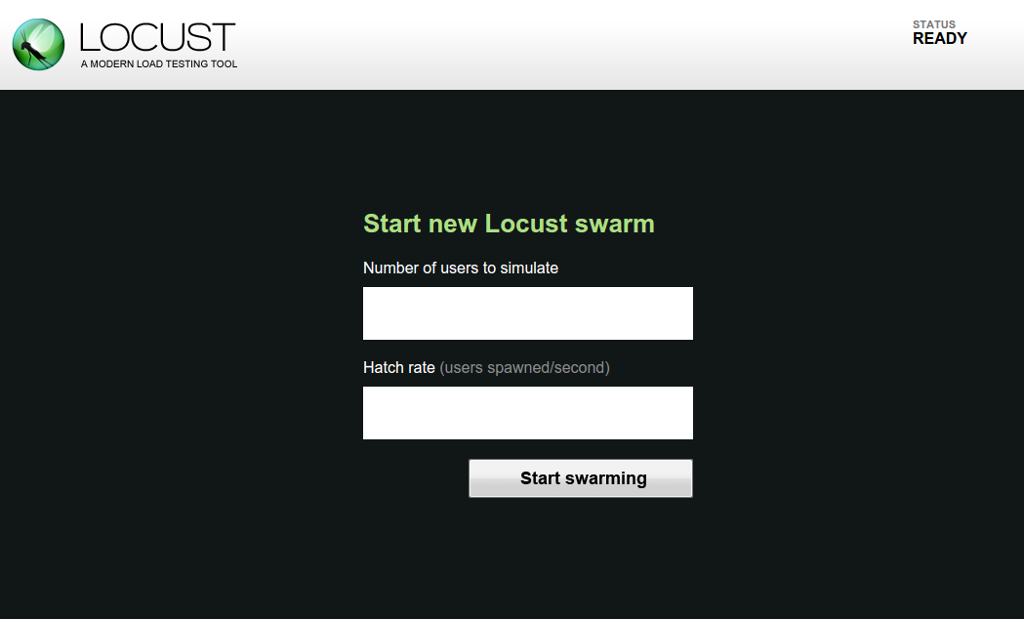 LOCUST
A MODERN LOAD TESTING TOOL
STATUS
READY
Start new Locust swarm
Number of users to simulate
Hatch rate (users spawned/second)
Start swarming